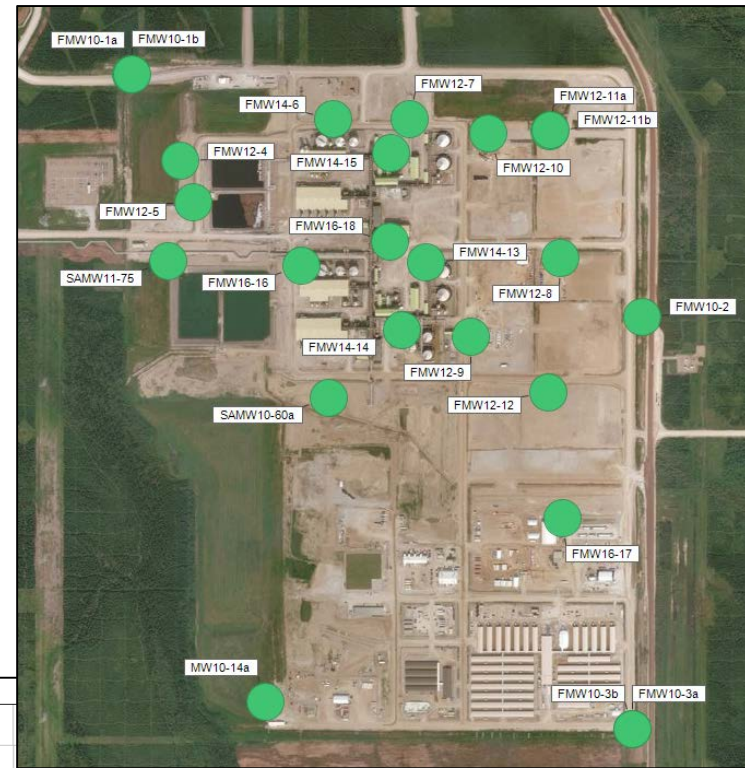 FMW10-1a FMW10-1b
FMW12-7
FMW14-6
FMW12-11a
FMW12-11b
FMW12-4
FMW14-15
FMW12-10
FMW12-5
FMW16-18
FMW14-13
SAMW11-75
FMW16-16
FMW12-8
FMW10-2
FMW14-14
FMW12-9
SAMW10-60a
FMW12-12
FMW16-17
MW10-14a
FMW10-3b FMW10-3a